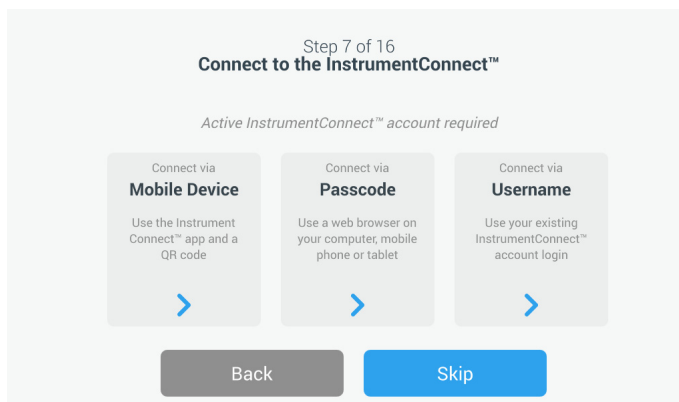 Step 7 of 16
Connect to the InstrumentConnect™
Active InstrumentConnect™ account required
Connect via
Mobile Device
Use the Instrument
Connect™ app and a
QR code
Connect via
Passcode
Use a web browser on
your computer, mobile
phone or tablet
Connect via
Username
Use your existing
InstrumentConnect™
account login
Back
Skip